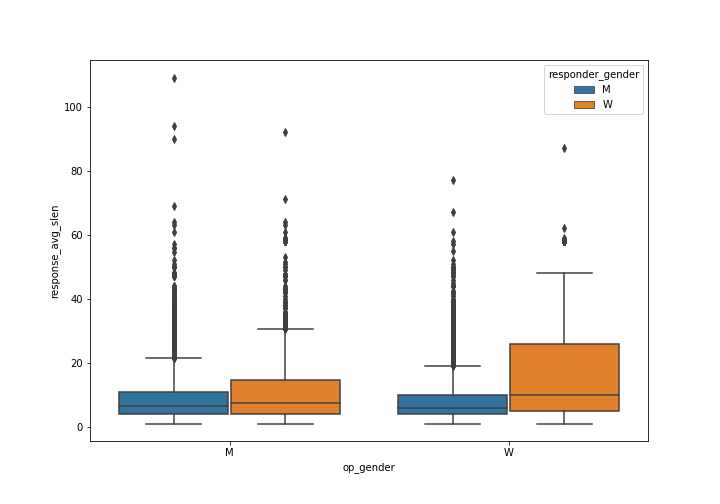 responder_gender
M
W
100
80
60
40
20
0
response_avg_slen
M
W
op_gender